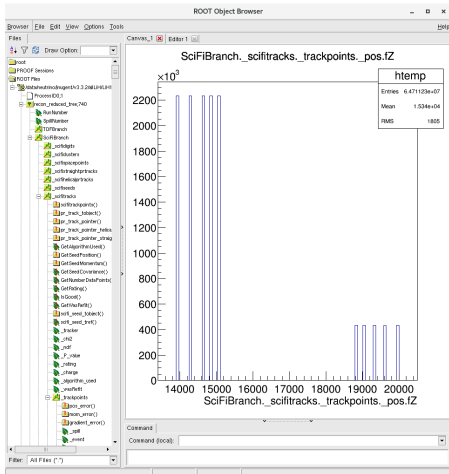 ROOT Object Browser
Browser File Edit View Options Tools Help
Files
Draw Option:
root
PROOF Sessions
ROOT Files
ProcessID0;1
recon_reduced_tree;740
RunNumber
SpillNumber
TOFBranch
SciFiBranch
_scifidigits
_scificlusters
_scifispacepoints
_scifistraightprtracks
_scifihelicalprtracks
_scifiseeds
_scifitracks
scifitrackpoints()
pr_track_tobject()
pr_track_pointer()
pr_track_pointer_helica
pr_track_pointer_straig
GetAlgorithmUsed()
GetSeedPosition()
GetSeedMomentum()
GetSeedCovariance()
GetNumberDataPoints(
GetRating()
IsGood()
GetWasRefit()
scifi_seed_tobject()
scifi_seed_tref()
_tracker
_chi2
_ndf
_P_value
_rating
_charge
_algorithm_used
_wasRefit
_trackpoints
pos_error()
mom_error()
gradient_error()
_spill
_event
Filter: All Files (*.*)
Canvas_1 Editor 1
SciFiBranch._scifitracks._trackpoints._pos.fZ
×10³
htemp
Entries 6.471123e+07
Mean 1.534e+04
RMS 1805
2200
2000
1800
1600
1400
1200
1000
800
600
400
200
0
14000 15000 16000 17000 18000 19000 20000
SciFiBranch._scifitracks._trackpoints._pos.fZ
Command
Command (local):